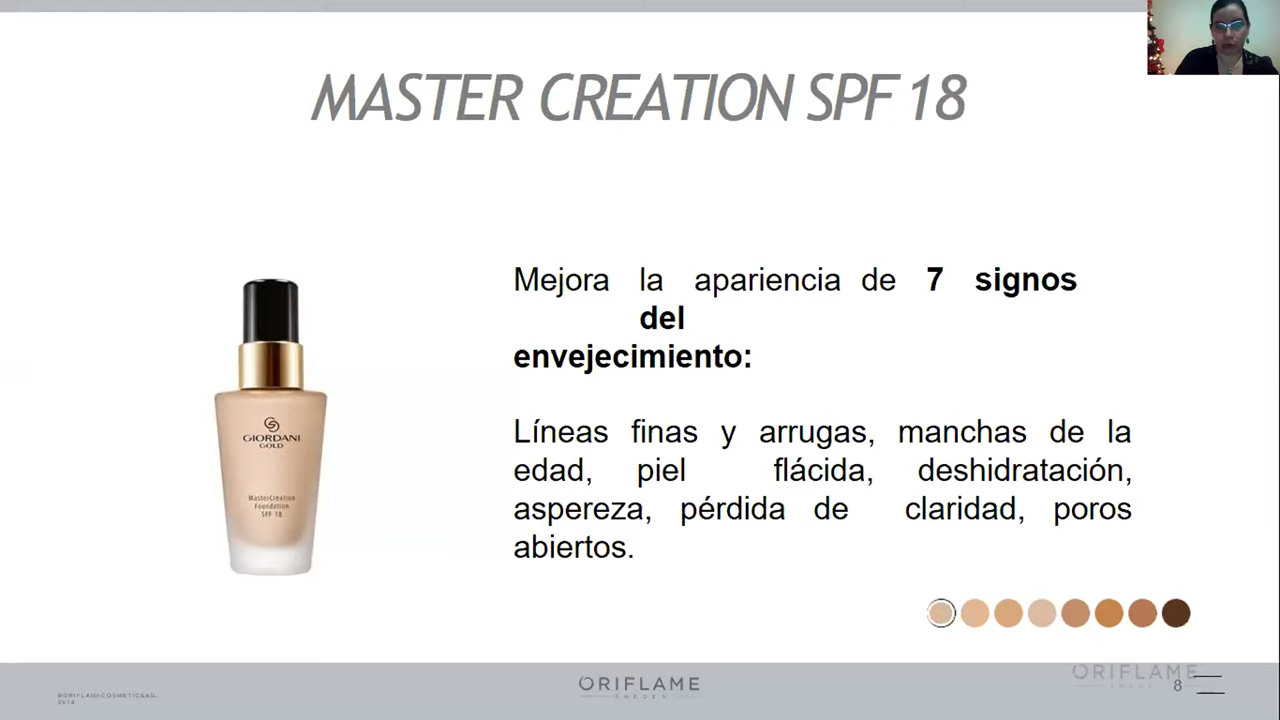 MASTER CREATION SPF 18
Mejora la apariencia de 7 signos
del
envejecimiento:
Líneas finas y arrugas, manchas de la
edad, piel flácida, deshidratación,
aspereza, pérdida de claridad, poros
abiertos.
GIORDANI
GOLD
MasterCreation
Foundation
SPF 18
ORIFLAME
SWEDEN
ORIFLAME
8